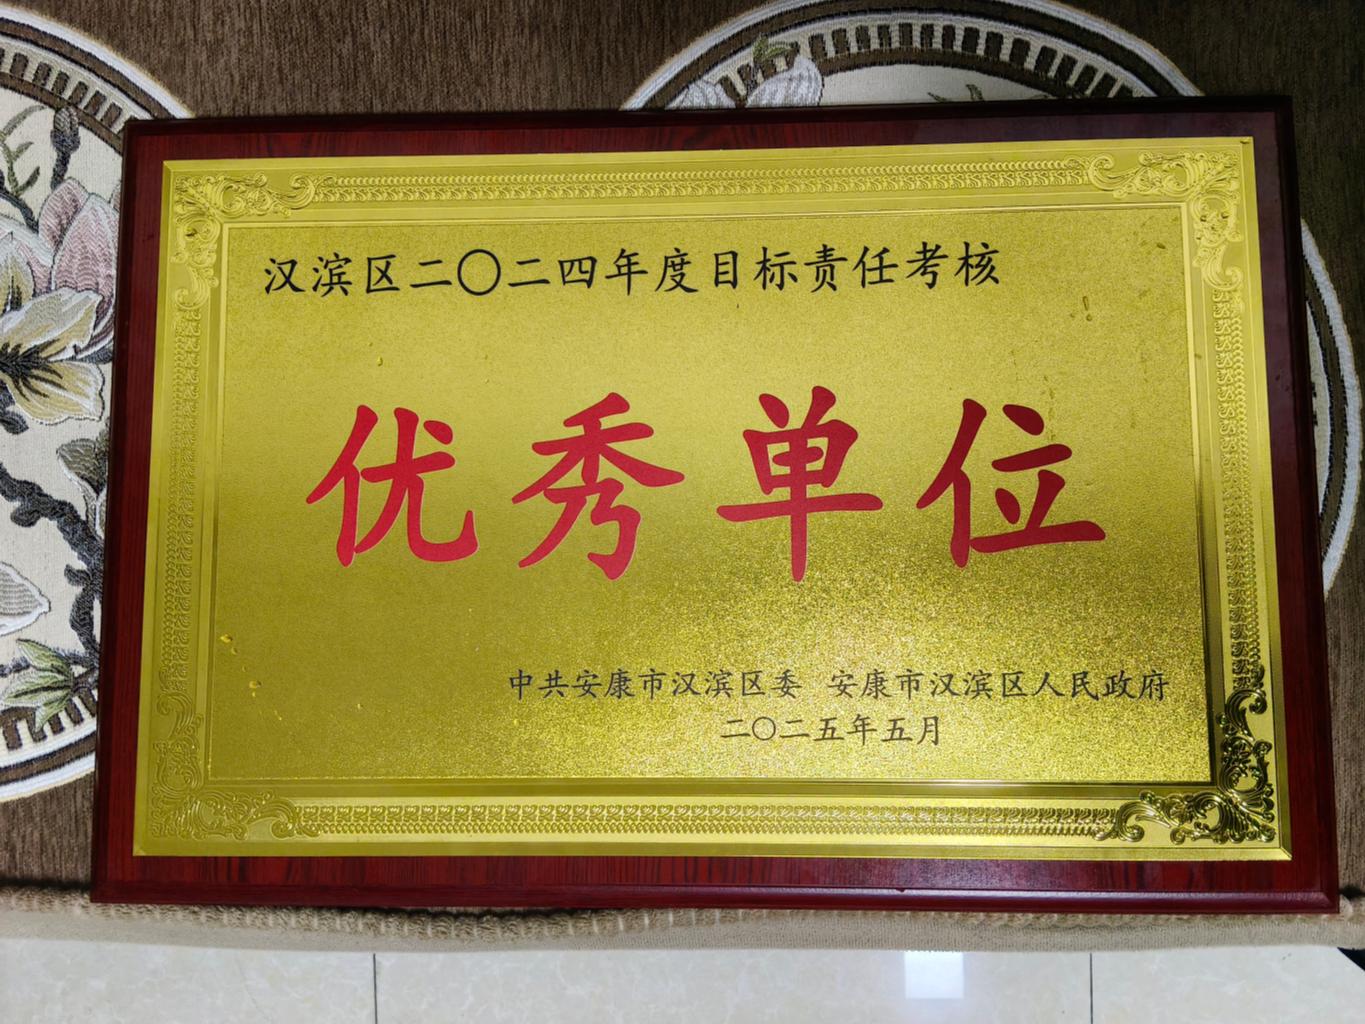 汉滨区二〇二四年度目标责任考核
优秀单位
中共安康市汉滨区委 安康市汉滨区人民政府
二〇二五年五月